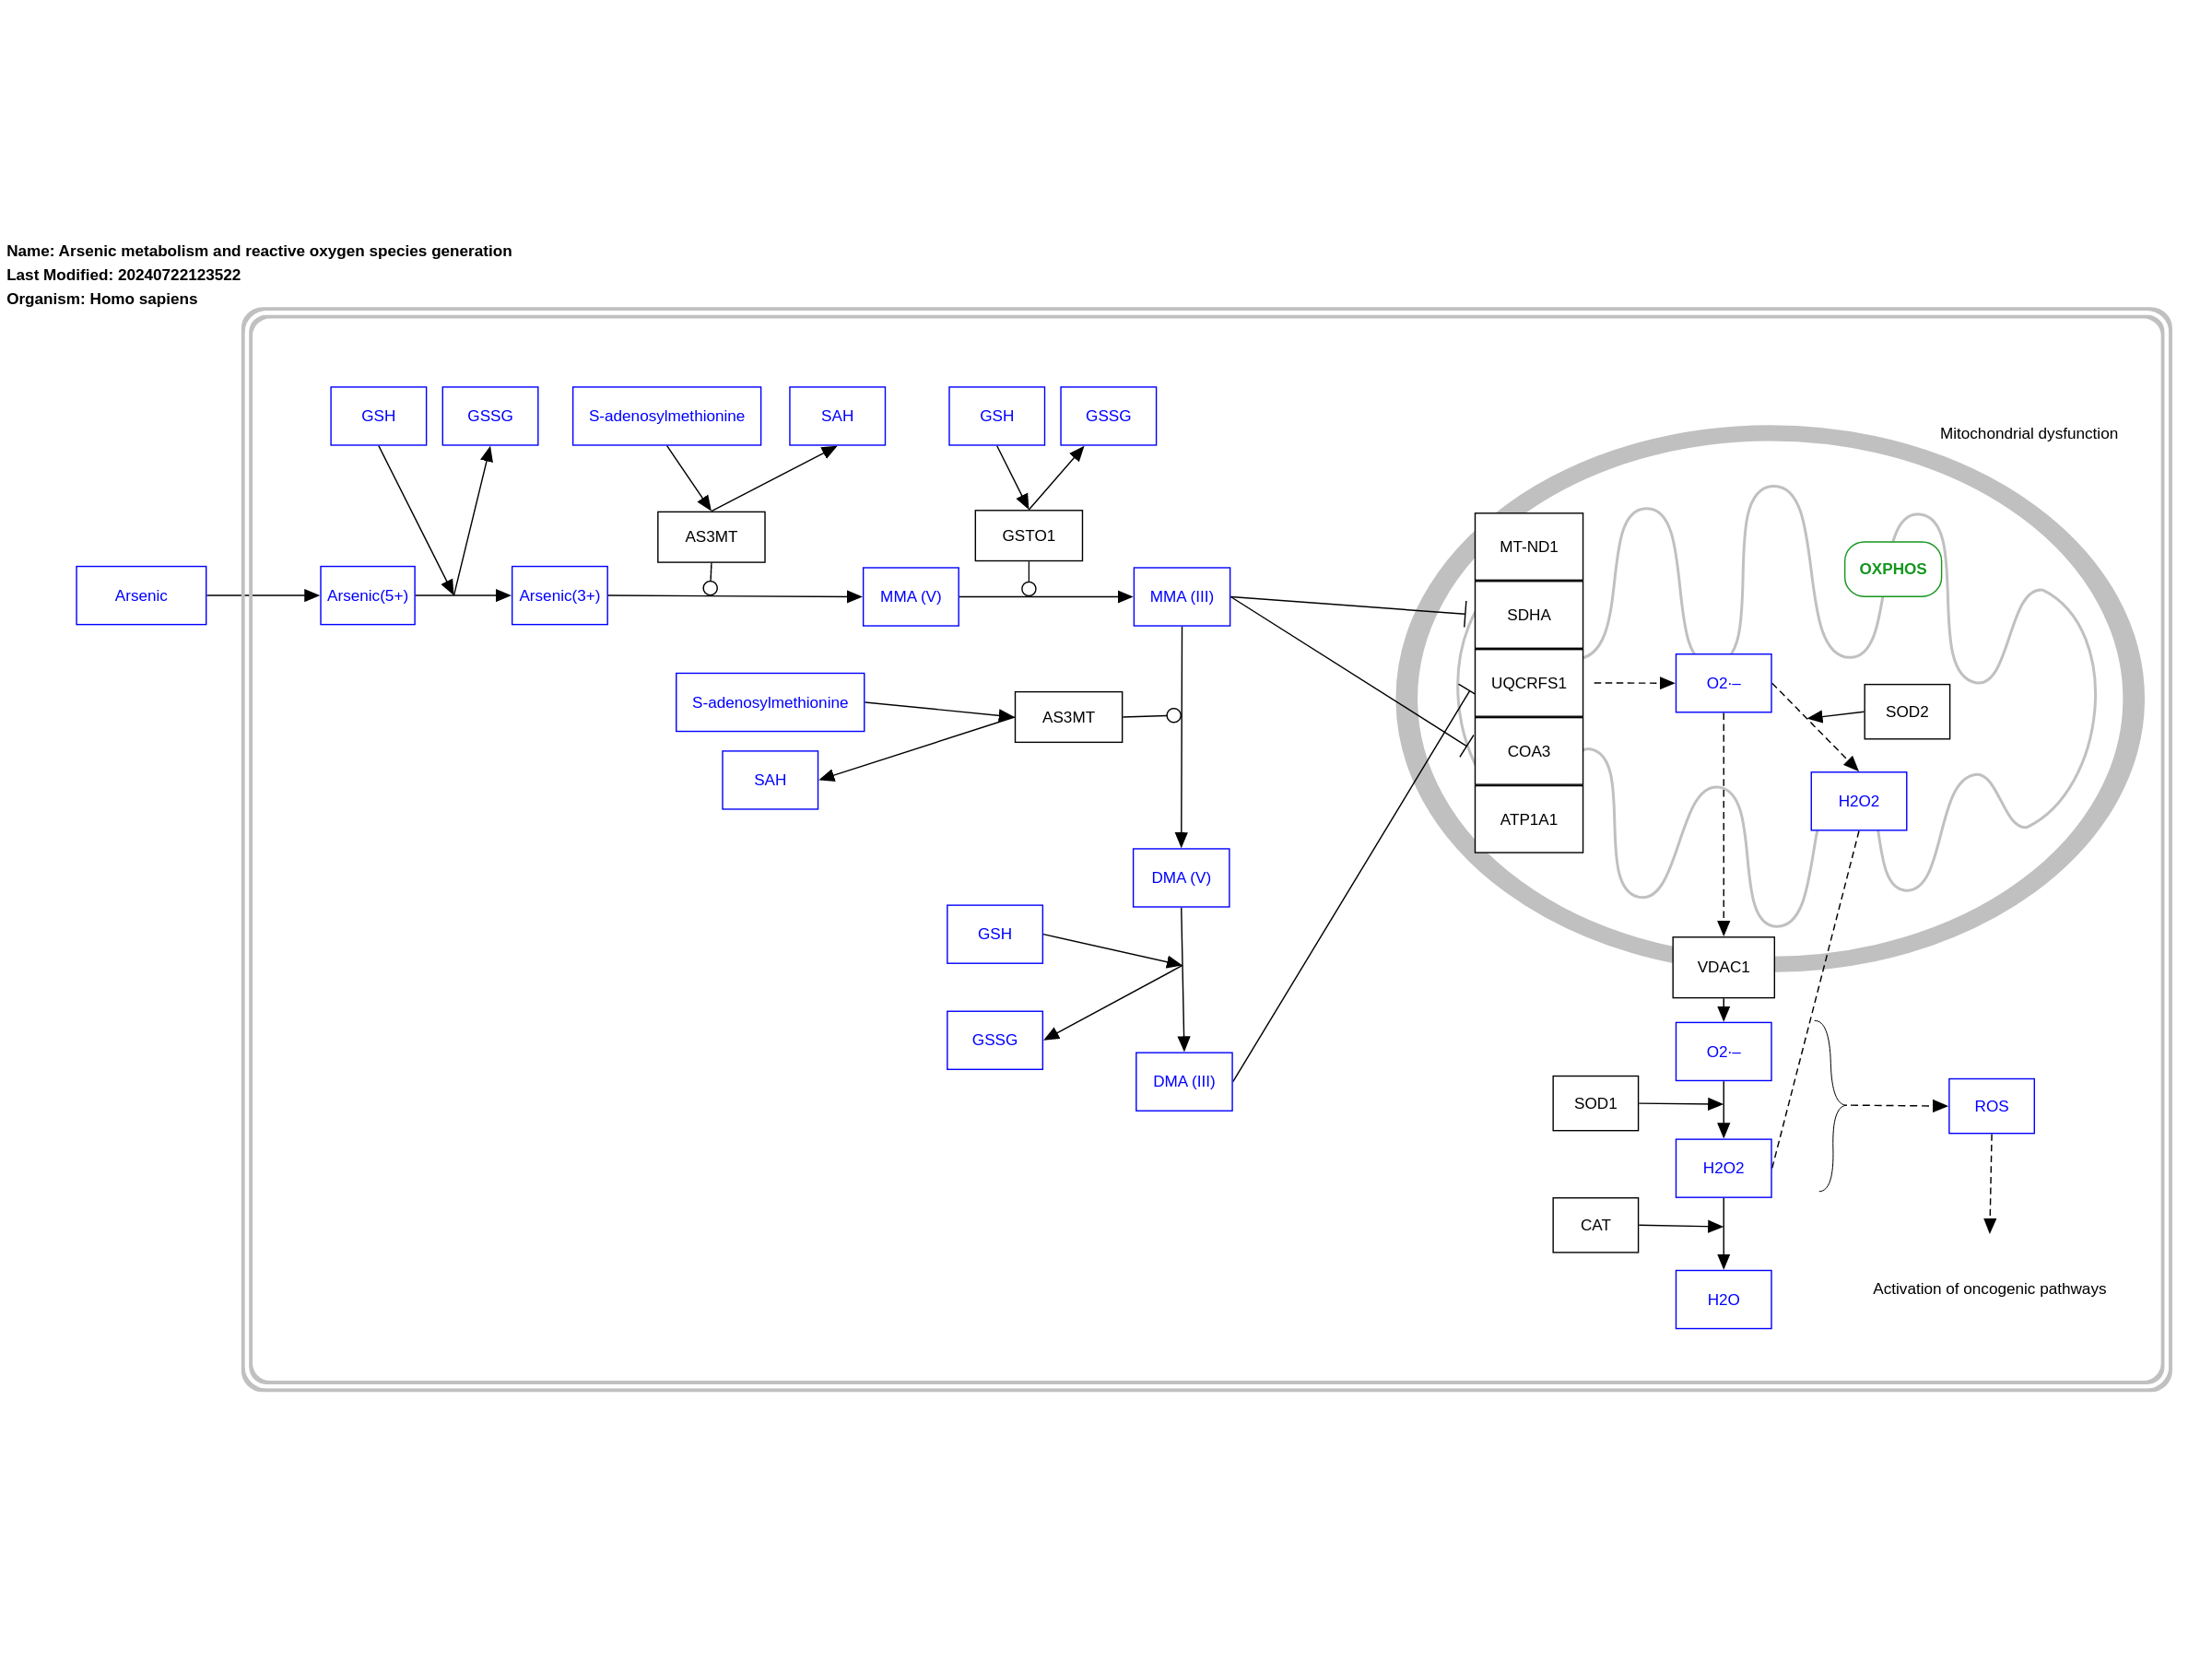 Name: Arsenic metabolism and reactive oxygen species generation
Last Modified: 20240722123522
Organism: Homo sapiens
GSH
GSSG
S-adenosylmethionine
SAH
GSH
GSSG
Mitochondrial dysfunction
AS3MT
GSTO1
MT-ND1
OXPHOS
Arsenic
Arsenic(5+)
Arsenic(3+)
MMA (V)
MMA (III)
SDHA
UQCRFS1
O2·–
S-adenosylmethionine
AS3MT
SOD2
COA3
SAH
H2O2
ATP1A1
DMA (V)
GSH
VDAC1
GSSG
O2·–
DMA (III)
SOD1
ROS
H2O2
CAT
Activation of oncogenic pathways
H2O